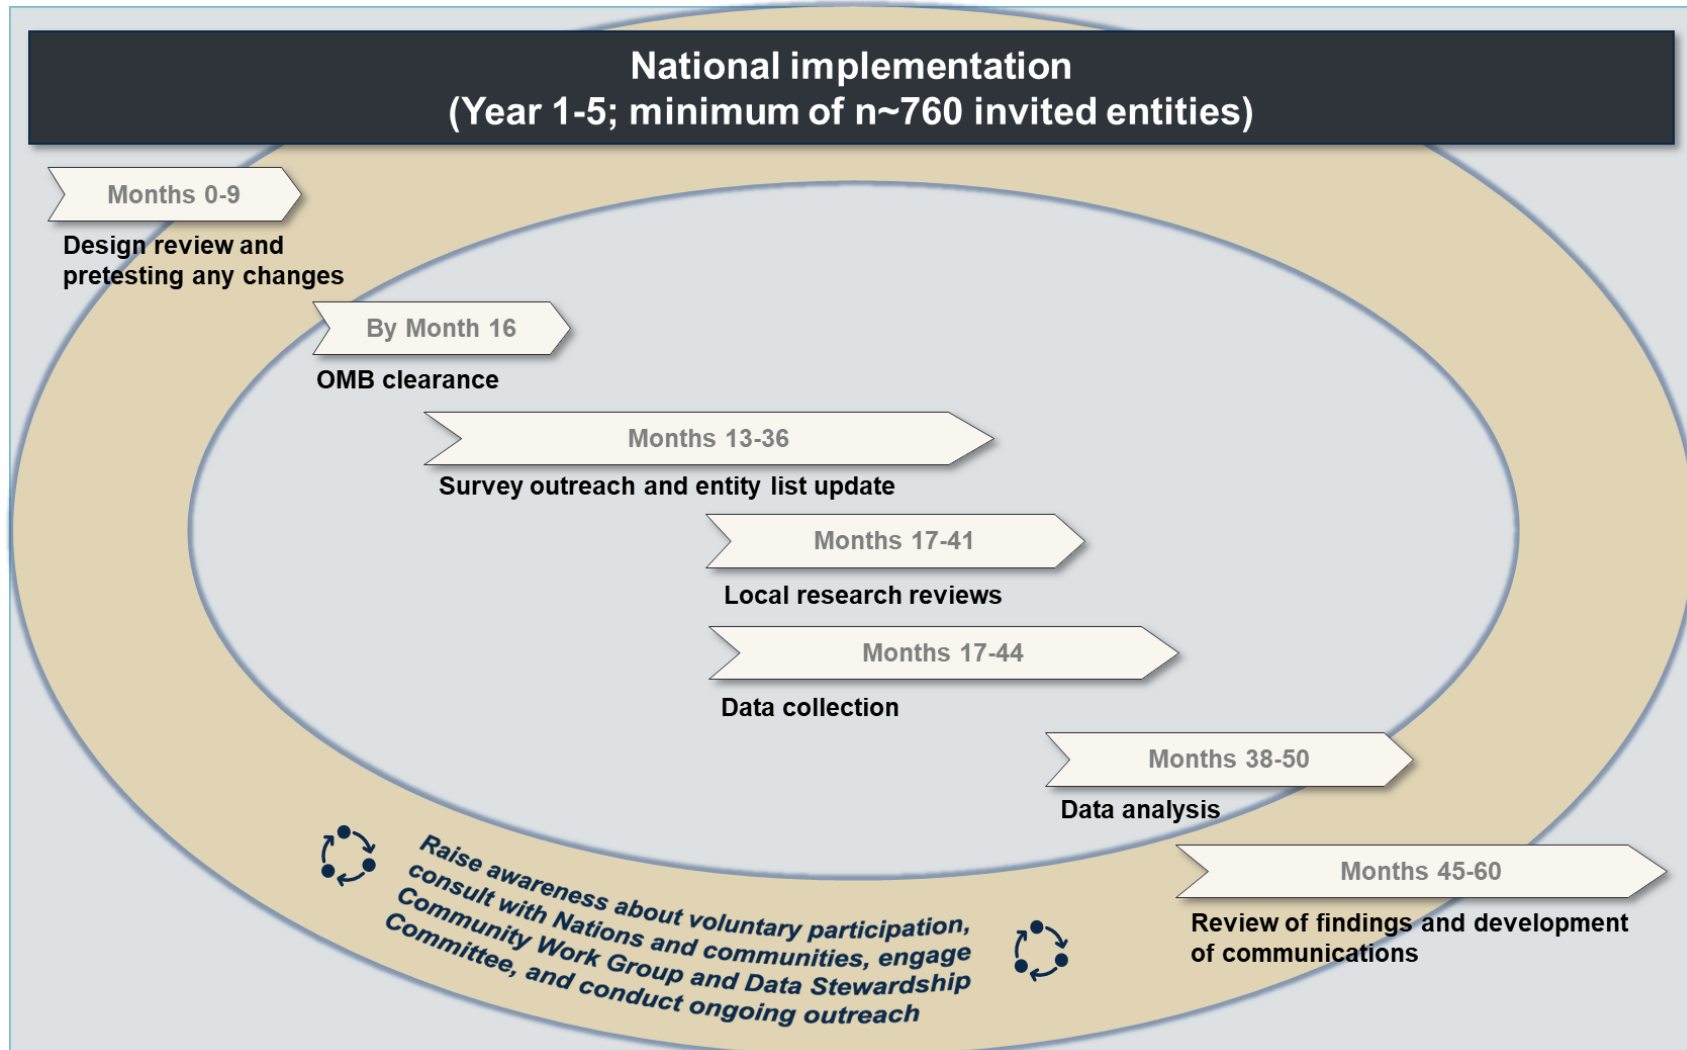 National implementation
(Year 1-5; minimum of n~760 invited entities)
Months 0-9
Design review and
pretesting any changes
By Month 16
OMB clearance
Months 13-36
Survey outreach and entity list update
Months 17-41
Local research reviews
Months 17-44
Data collection
Months 38-50
Data analysis
Months 45-60
Review of findings and development
of communications
Raise awareness about voluntary participation,
consult with Nations and communities, engage
Community Work Group and Data Stewardship
Committee, and conduct ongoing outreach